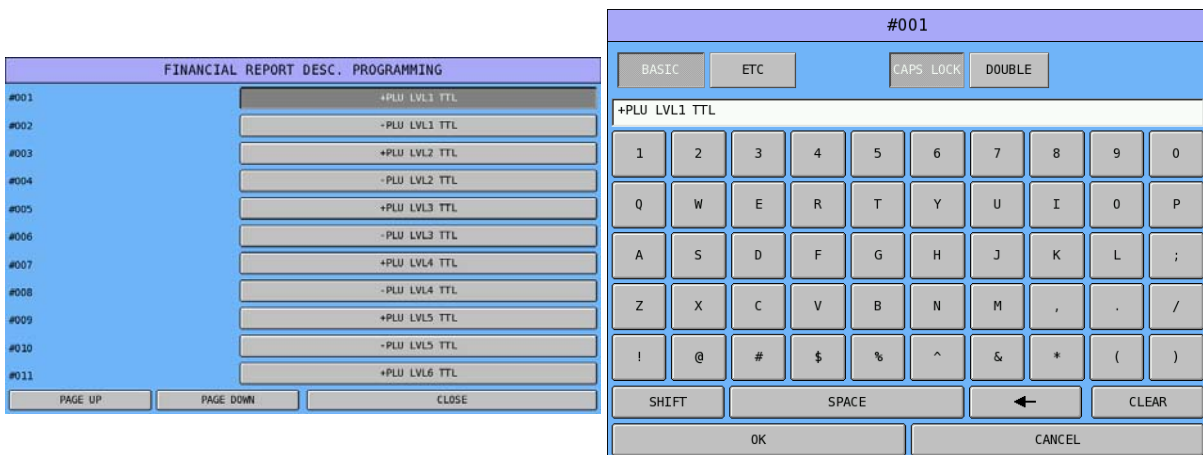 FINANCIAL REPORT DESC. PROGRAMMING
#001 +PLU LVL1 TTL
#002 -PLU LVL1 TTL
#003 +PLU LVL2 TTL
#004 -PLU LVL2 TTL
#005 +PLU LVL3 TTL
#006 -PLU LVL3 TTL
#007 +PLU LVL4 TTL
#008 -PLU LVL4 TTL
#009 +PLU LVL5 TTL
#010 -PLU LVL5 TTL
#011 +PLU LVL6 TTL
PAGE UP PAGE DOWN CLOSE
#001
BASIC ETC CAPS LOCK DOUBLE
+PLU LVL1 TTL
1 2 3 4 5 6 7 8 9 0
Q W E R T Y U I O P
A S D F G H J K L ;
Z X C V B N M , . /
! @ # $ % ^ & * ( )
SHIFT SPACE ← CLEAR
OK CANCEL